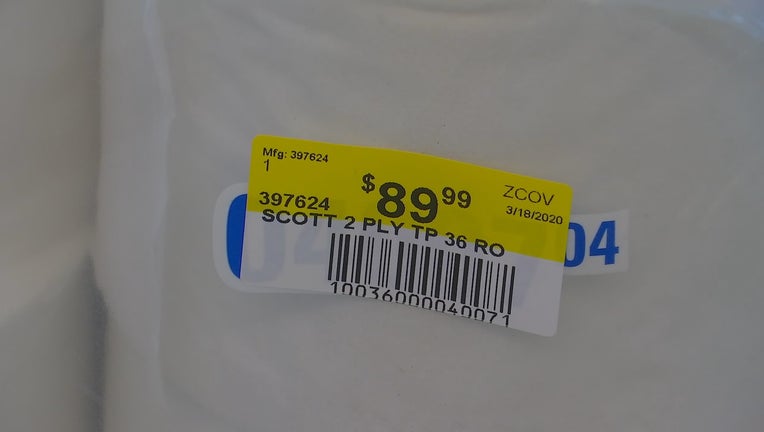 Mfg: 397624
1
$89.99
ZCOV
3/18/2020
397624
SCOTT 2 PLY TP 36 RO
10036000040071
04